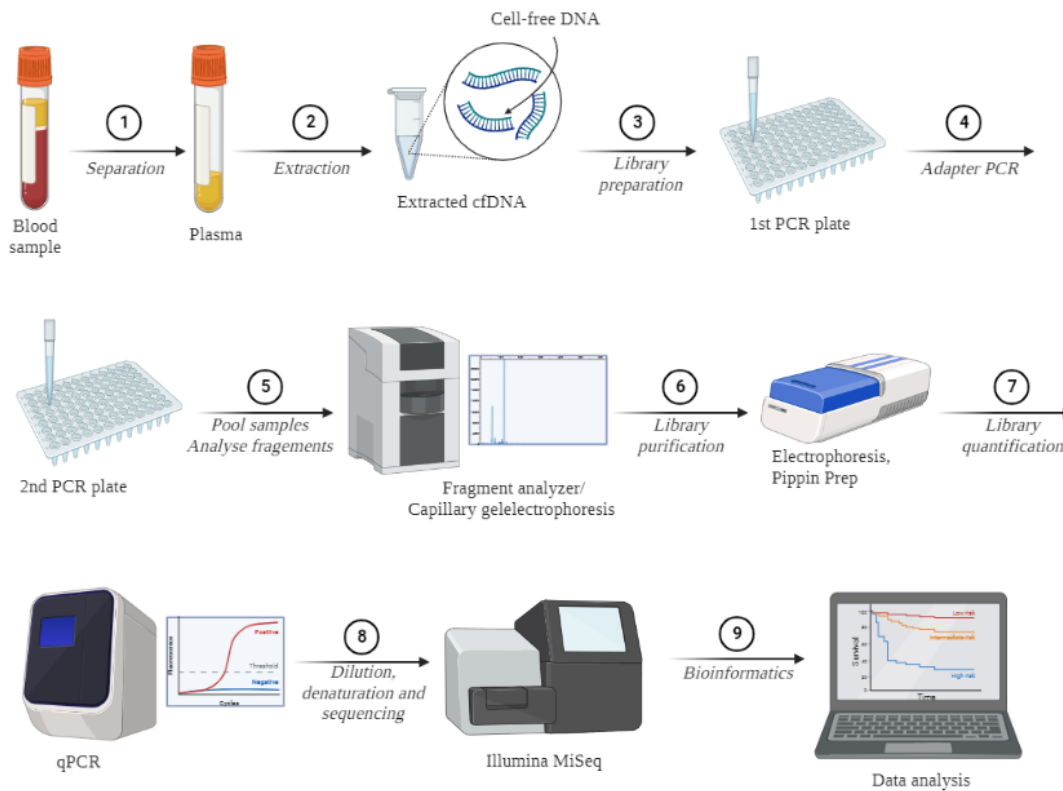 Cell-free DNA
1
Separation
2
Extraction
3
Library
preparation
4
Adapter PCR
Blood
sample
Plasma
Extracted cfDNA
1st PCR plate
5
Pool samples
Analyse fragements
6
Library
purification
7
Library
quantification
2nd PCR plate
Fragment analyzer/
Capillary gelelectrophoresis
Electrophoresis,
Pippin Prep
Fluorescence
Positive
Threshold
Negative
Cycles
8
Dilution,
denaturation and
sequencing
9
Bioinformatics
Survival
100
Low-risk
Intermediate-risk
High-risk
Time
qPCR
Illumina MiSeq
Data analysis